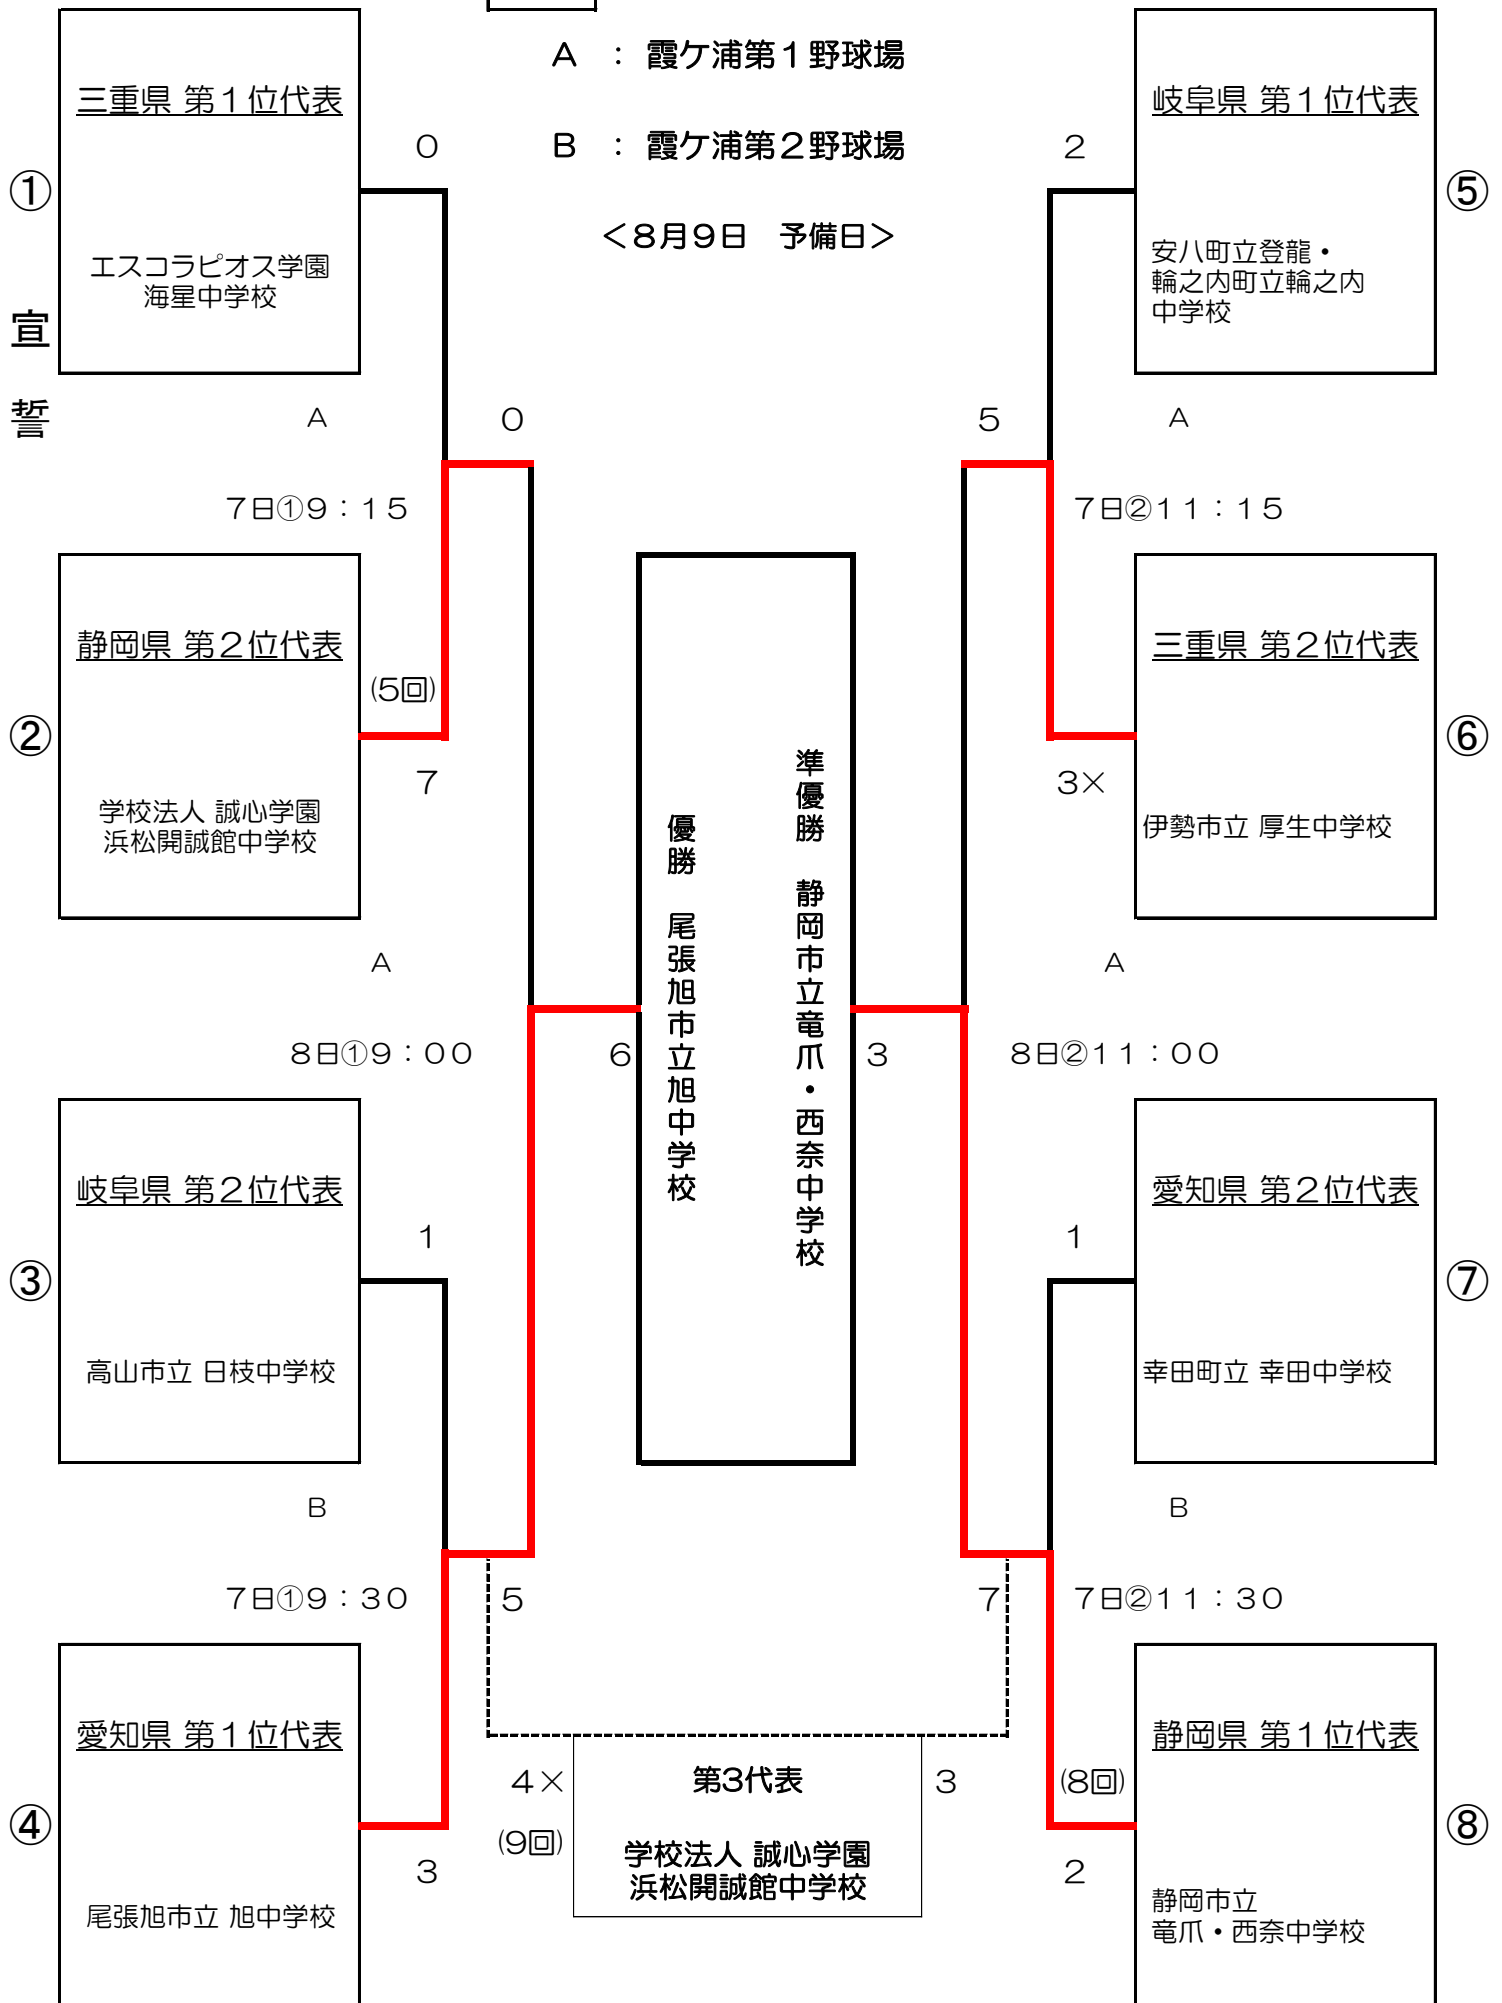 A ： 霞ケ浦第１野球場
B ： 霞ケ浦第２野球場
＜８月９日　予備日＞
①
三重県 第１位代表
エスコラピオス学園
海星中学校
0
宣
誓
A
0
7日①９：１５
②
静岡県 第２位代表
(5回)
7
学校法人 誠心学園
浜松開誠館中学校
A
8日①９：００
6
③
岐阜県 第２位代表
1
高山市立 日枝中学校
B
7日①９：３０
5
④
愛知県 第１位代表
3
尾張旭市立 旭中学校
優勝　尾張旭市立旭中学校
準優勝　静岡市立竜爪・西奈中学校
⑤
岐阜県 第１位代表
2
安八町立登龍・
輪之内町立輪之内
中学校
5
A
7日②１１：１５
⑥
三重県 第２位代表
3×
伊勢市立 厚生中学校
A
3
8日②１１：００
⑦
愛知県 第２位代表
1
幸田町立 幸田中学校
B
7
7日②１１：３０
⑧
静岡県 第１位代表
(8回)
2
静岡市立
竜爪・西奈中学校
4×
(9回)
第3代表
3
学校法人 誠心学園
浜松開誠館中学校